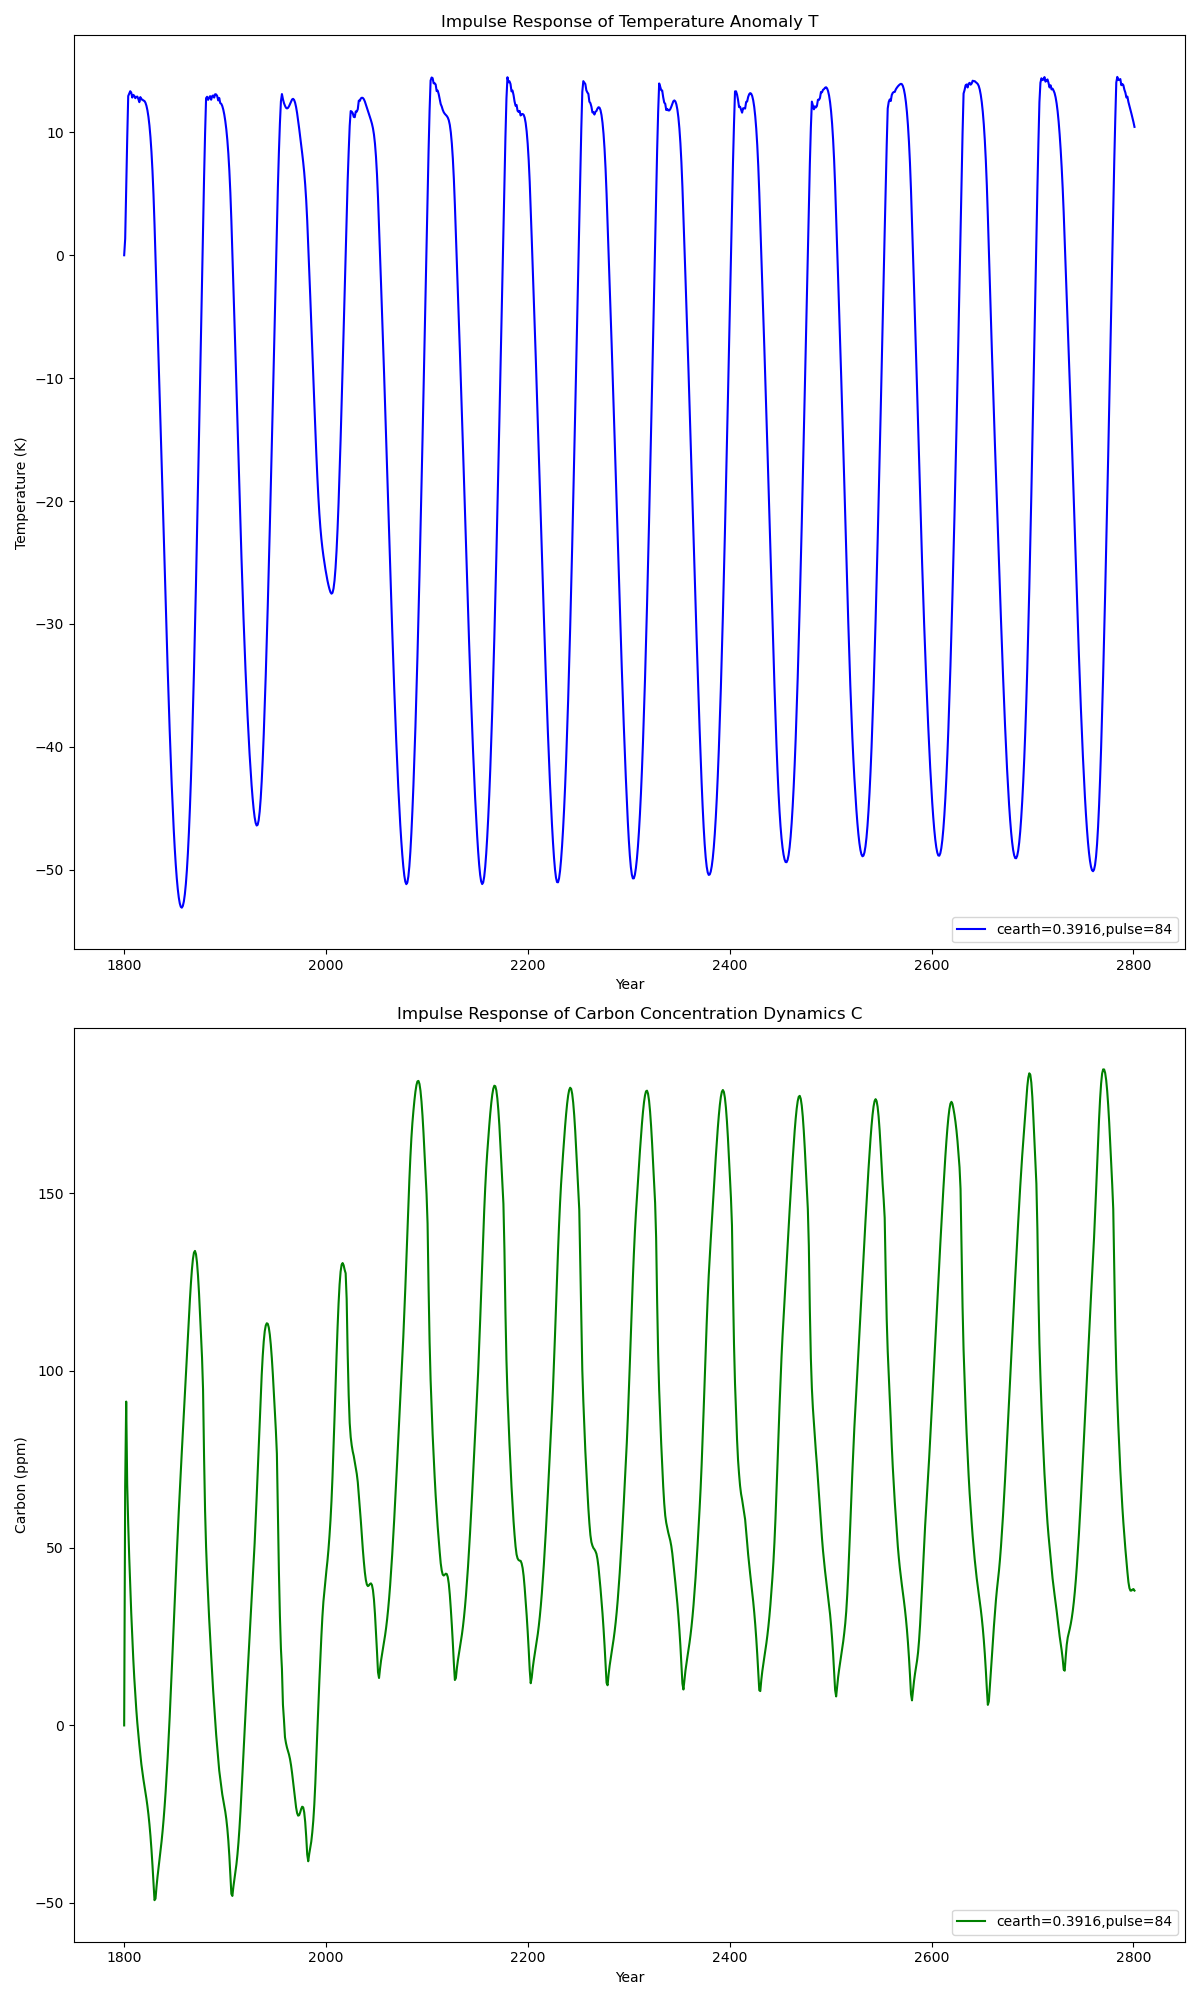 Impulse Response of Temperature Anomaly T
10
0
−10
−20
−30
−40
−50
Temperature (K)
cearth=0.3916,pulse=84
1800 2000 2200 2400 2600 2800
Year
Impulse Response of Carbon Concentration Dynamics C
150
100
50
0
−50
Carbon (ppm)
cearth=0.3916,pulse=84
1800 2000 2200 2400 2600 2800
Year